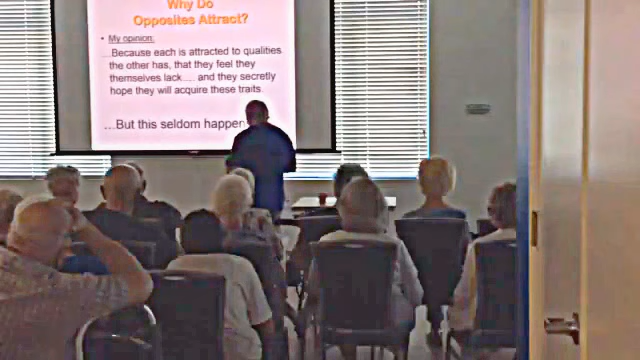 Why Do
Opposites Attract?
• My opinion:
...Because each is attracted to qualities
the other has, that they feel they
themselves lack..... and they secretly
hope they will acquire these traits.
...But this seldom happen